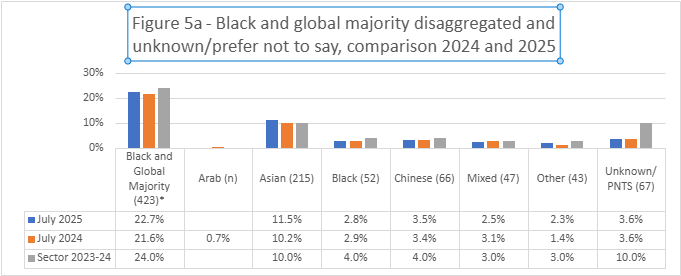 Figure 5a - Black and global majority disaggregated and
unknown/prefer not to say, comparison 2024 and 2025
30%
20%
10%
0%
Black and
Global
Majority
(423)*
Arab (n)
Asian (215)
Black (52)
Chinese (66)
Mixed (47)
Other (43)
Unknown/
PNTS (67)
July 2025 22.7% 11.5% 2.8% 3.5% 2.5% 2.3% 3.6%
July 2024 21.6% 0.7% 10.2% 2.9% 3.4% 3.1% 1.4% 3.6%
Sector 2023-24 24.0% 10.0% 4.0% 4.0% 3.0% 3.0% 10.0%